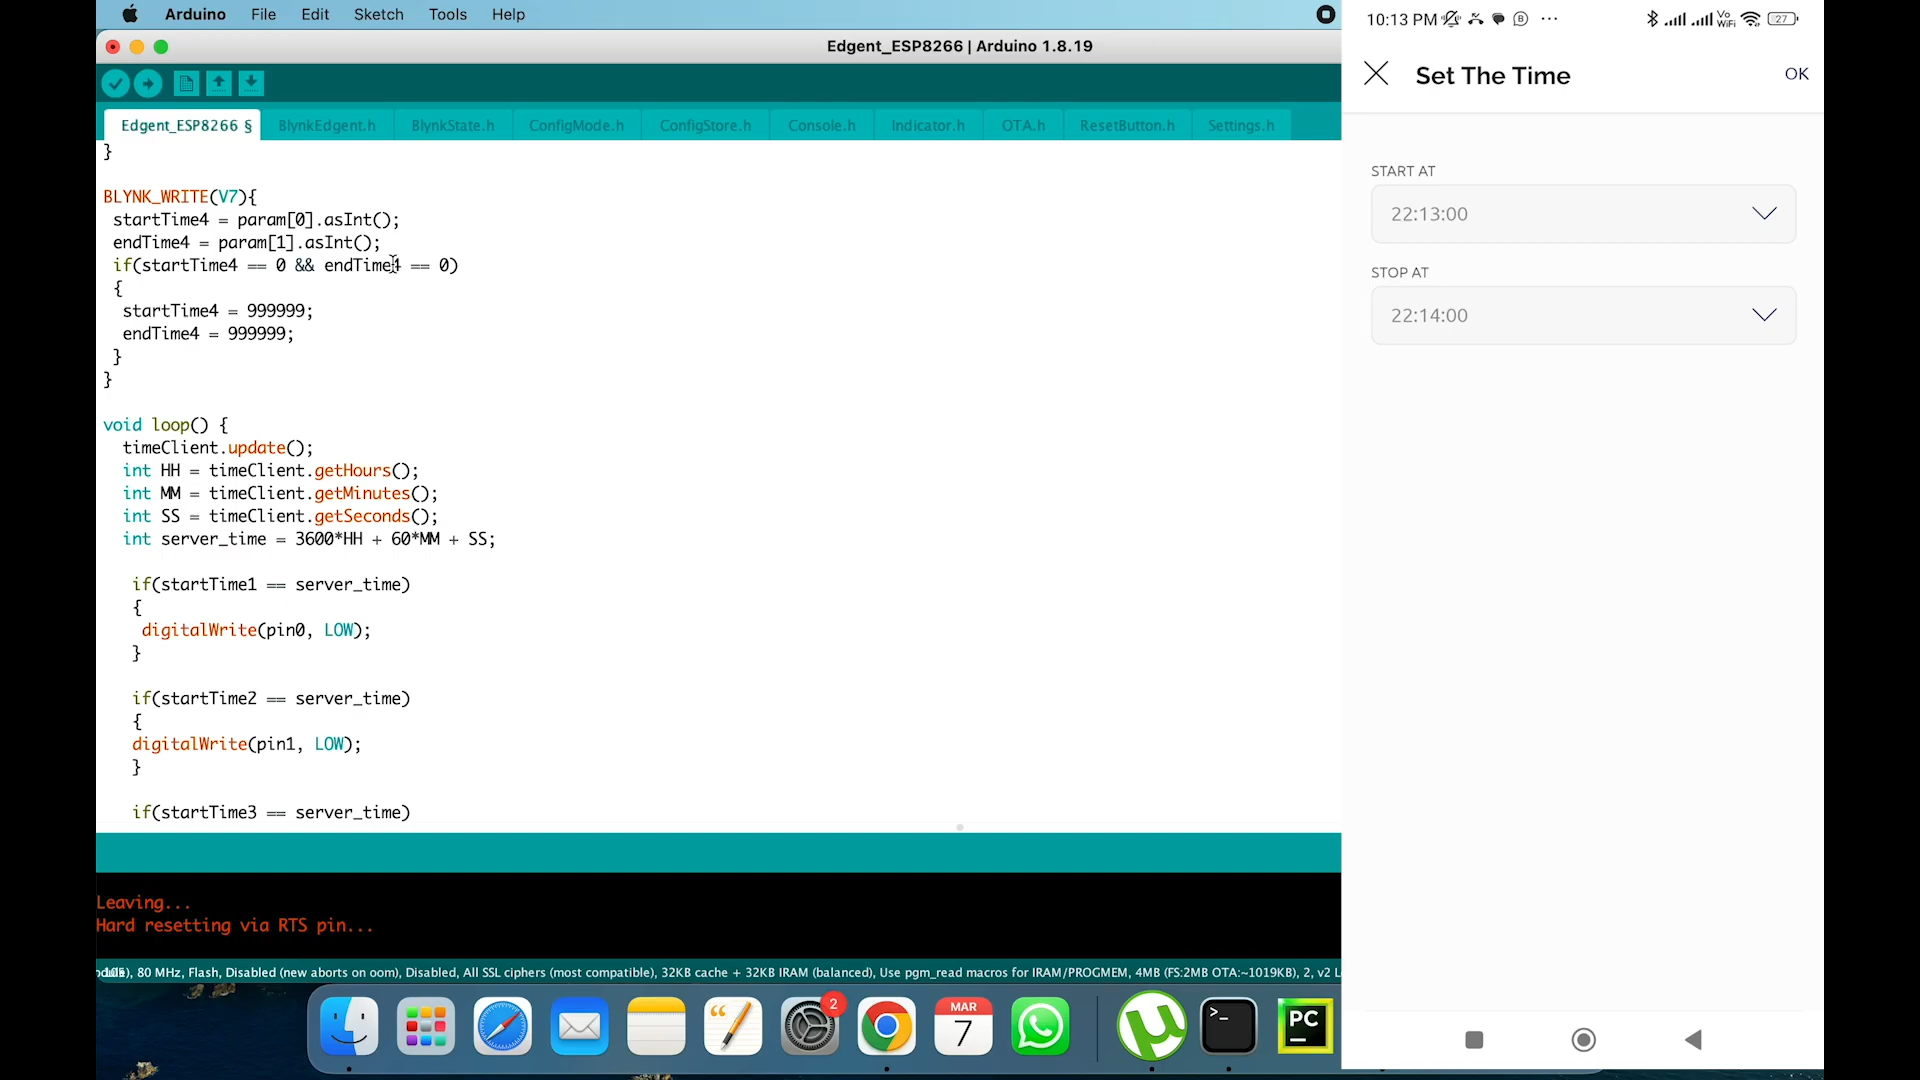 Arduino File Edit Sketch Tools Help
Edgent_ESP8266 | Arduino 1.8.19
Edgent_ESP8266 § BlynkEdgent.h BlynkState.h ConfigMode.h ConfigStore.h Console.h Indicator.h OTA.h ResetButton.h Settings.h
}
BLYNK_WRITE(V7){
startTime4 = param[0].asInt();
endTime4 = param[1].asInt();
if(startTime4 == 0 && endTime4 == 0)
{
startTime4 = 999999;
endTime4 = 999999;
}
}
void loop() {
timeClient.update();
int HH = timeClient.getHours();
int MM = timeClient.getMinutes();
int SS = timeClient.getSeconds();
int server_time = 3600*HH + 60*MM + SS;
if(startTime1 == server_time)
{
digitalWrite(pin0, LOW);
}
if(startTime2 == server_time)
{
digitalWrite(pin1, LOW);
}
if(startTime3 == server_time)
Leaving...
Hard resetting via RTS pin...
80 MHz, Flash, Disabled (new aborts on oom), Disabled, All SSL ciphers (most compatible), 32KB cache + 32KB IRAM (balanced), Use pgm_read macros for IRAM/PROGMEM, 4MB (FS:2MB OTA:~1019KB), 2, v2 L
2
MAR
7
PC
10:13 PM
Vo
WiFi
27
Set The Time
OK
START AT
22:13:00
STOP AT
22:14:00